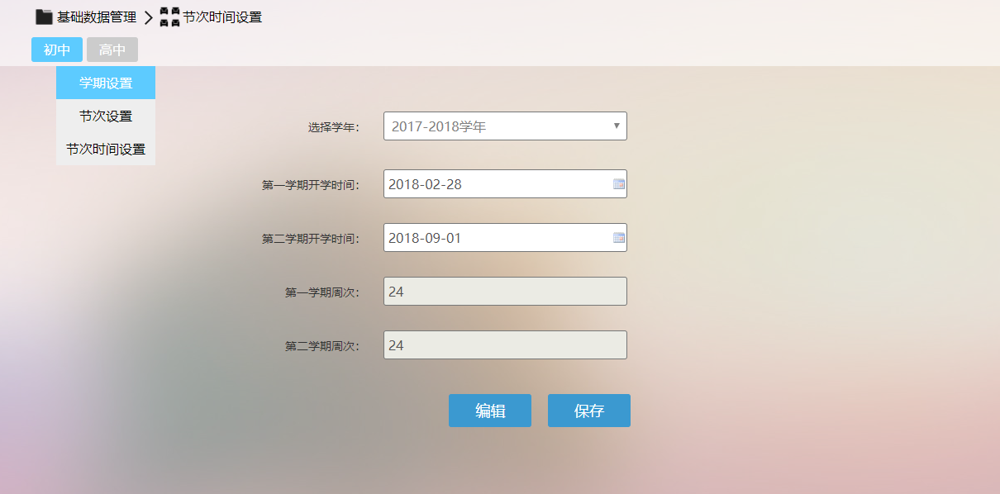 基础数据管理 节次时间设置
初中 高中
学期设置
节次设置
节次时间设置
选择学年： 2017-2018学年
第一学期开学时间： 2018-02-28
第二学期开学时间： 2018-09-01
第一学期周次： 24
第二学期周次： 24
编辑 保存